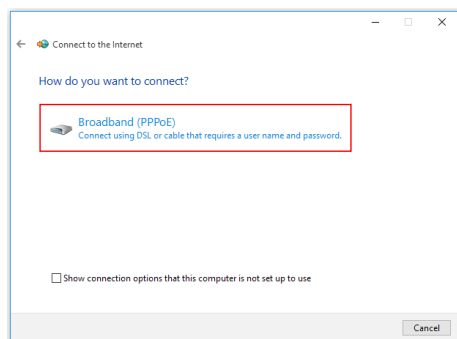 Connect to the Internet
How do you want to connect?
Broadband (PPPoE)
Connect using DSL or cable that requires a user name and password.
Show connection options that this computer is not set up to use
Cancel